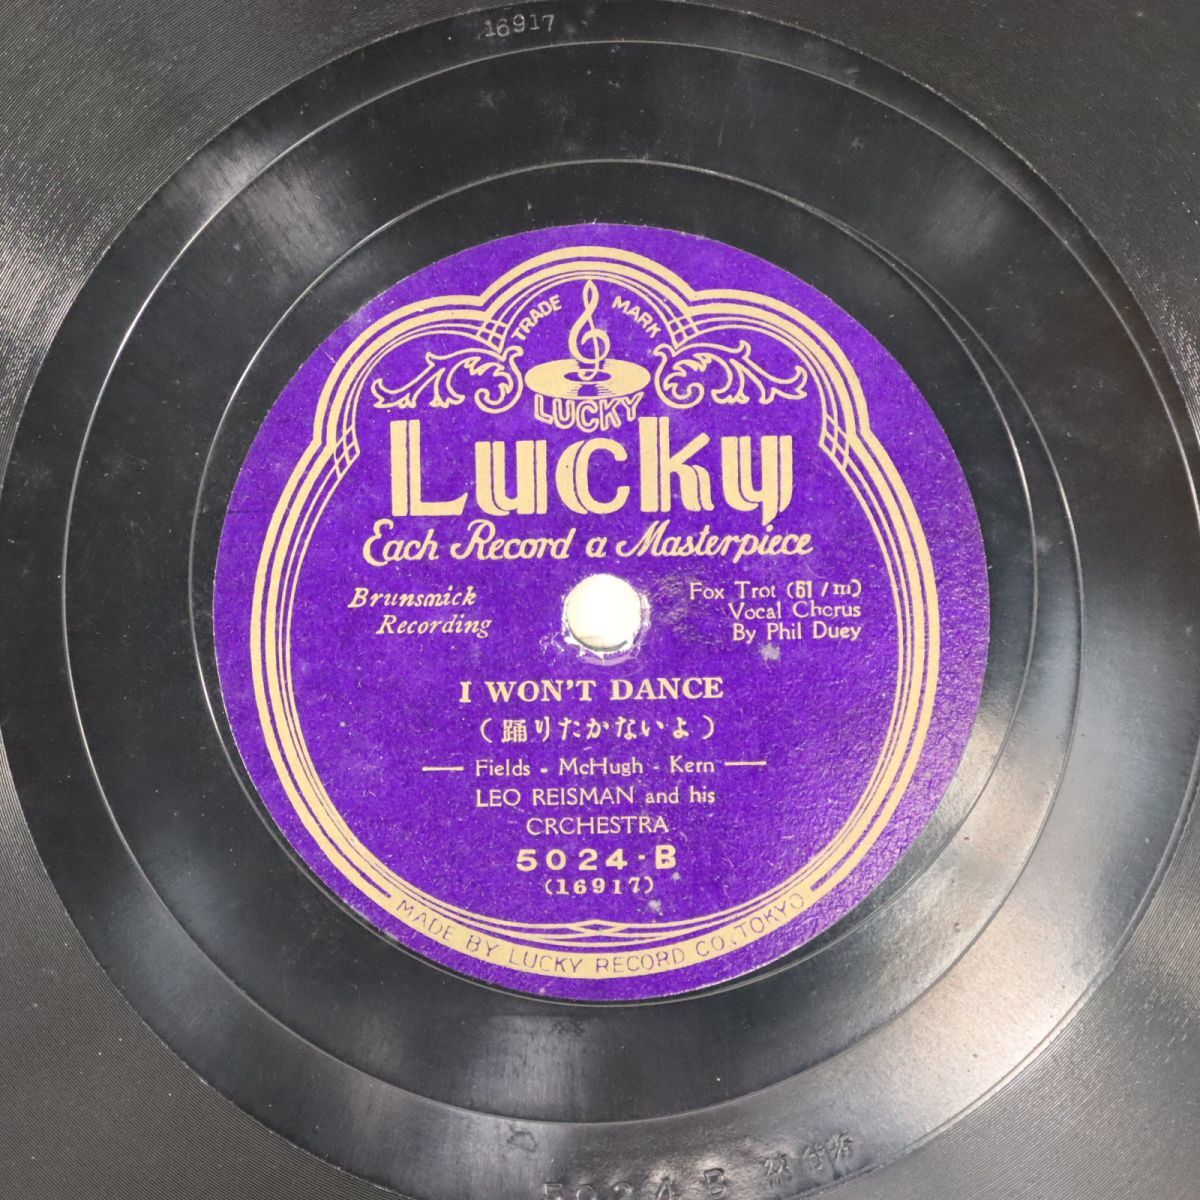 16917
TRADE MARK
LUCKY
Lucky
Each Record a Masterpiece
Brunsmick
Recording
Fox Trot (51/m)
Vocal Chorus
By Phil Duey
I WON'T DANCE
(踊りたかないよ)
Fields - McHugh - Kern
LEO REISMAN and his
CRCHESTRA
5024-B
(16917)
MADE BY LUCKY RECORD CO., TOKYO
5024 B